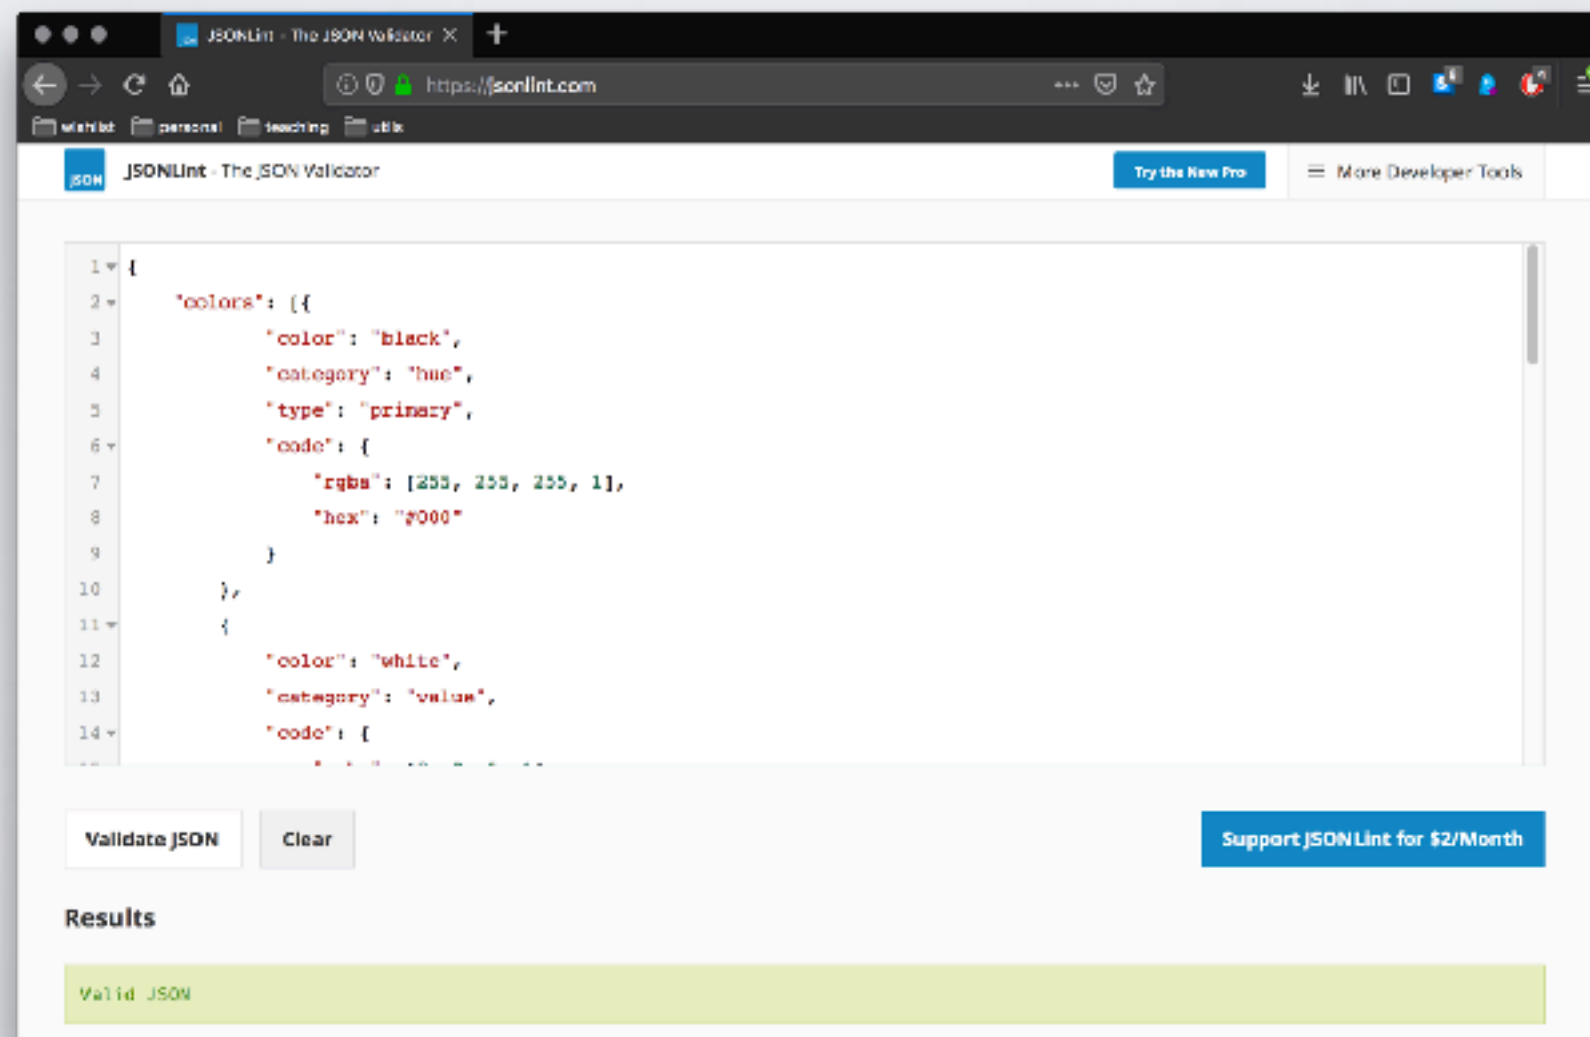 JSONLint - The JSON Validator
https://jsonlint.com
wishlist personal teaching utils
JSON JSONLint - The JSON Validator Try the New Pro More Developer Tools
1 {
2 "colors": [{
3 "color": "black",
4 "category": "hue",
5 "type": "primary",
6 "code": {
7 "rgba": [255, 255, 255, 1],
8 "hex": "#000"
9 }
10 },
11 {
12 "color": "white",
13 "category": "value",
14 "code": {
Validate JSON Clear Support JSONLint for $2/Month
Results
Valid JSON